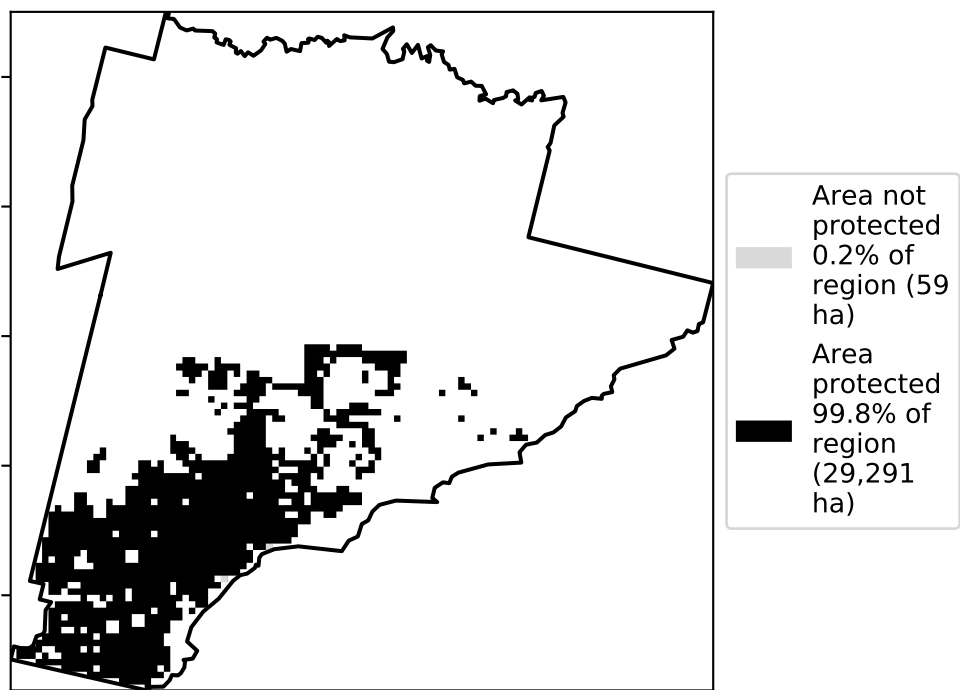 Area not
protected
0.2% of
region (59
ha)
Area
protected
99.8% of
region
(29,291
ha)